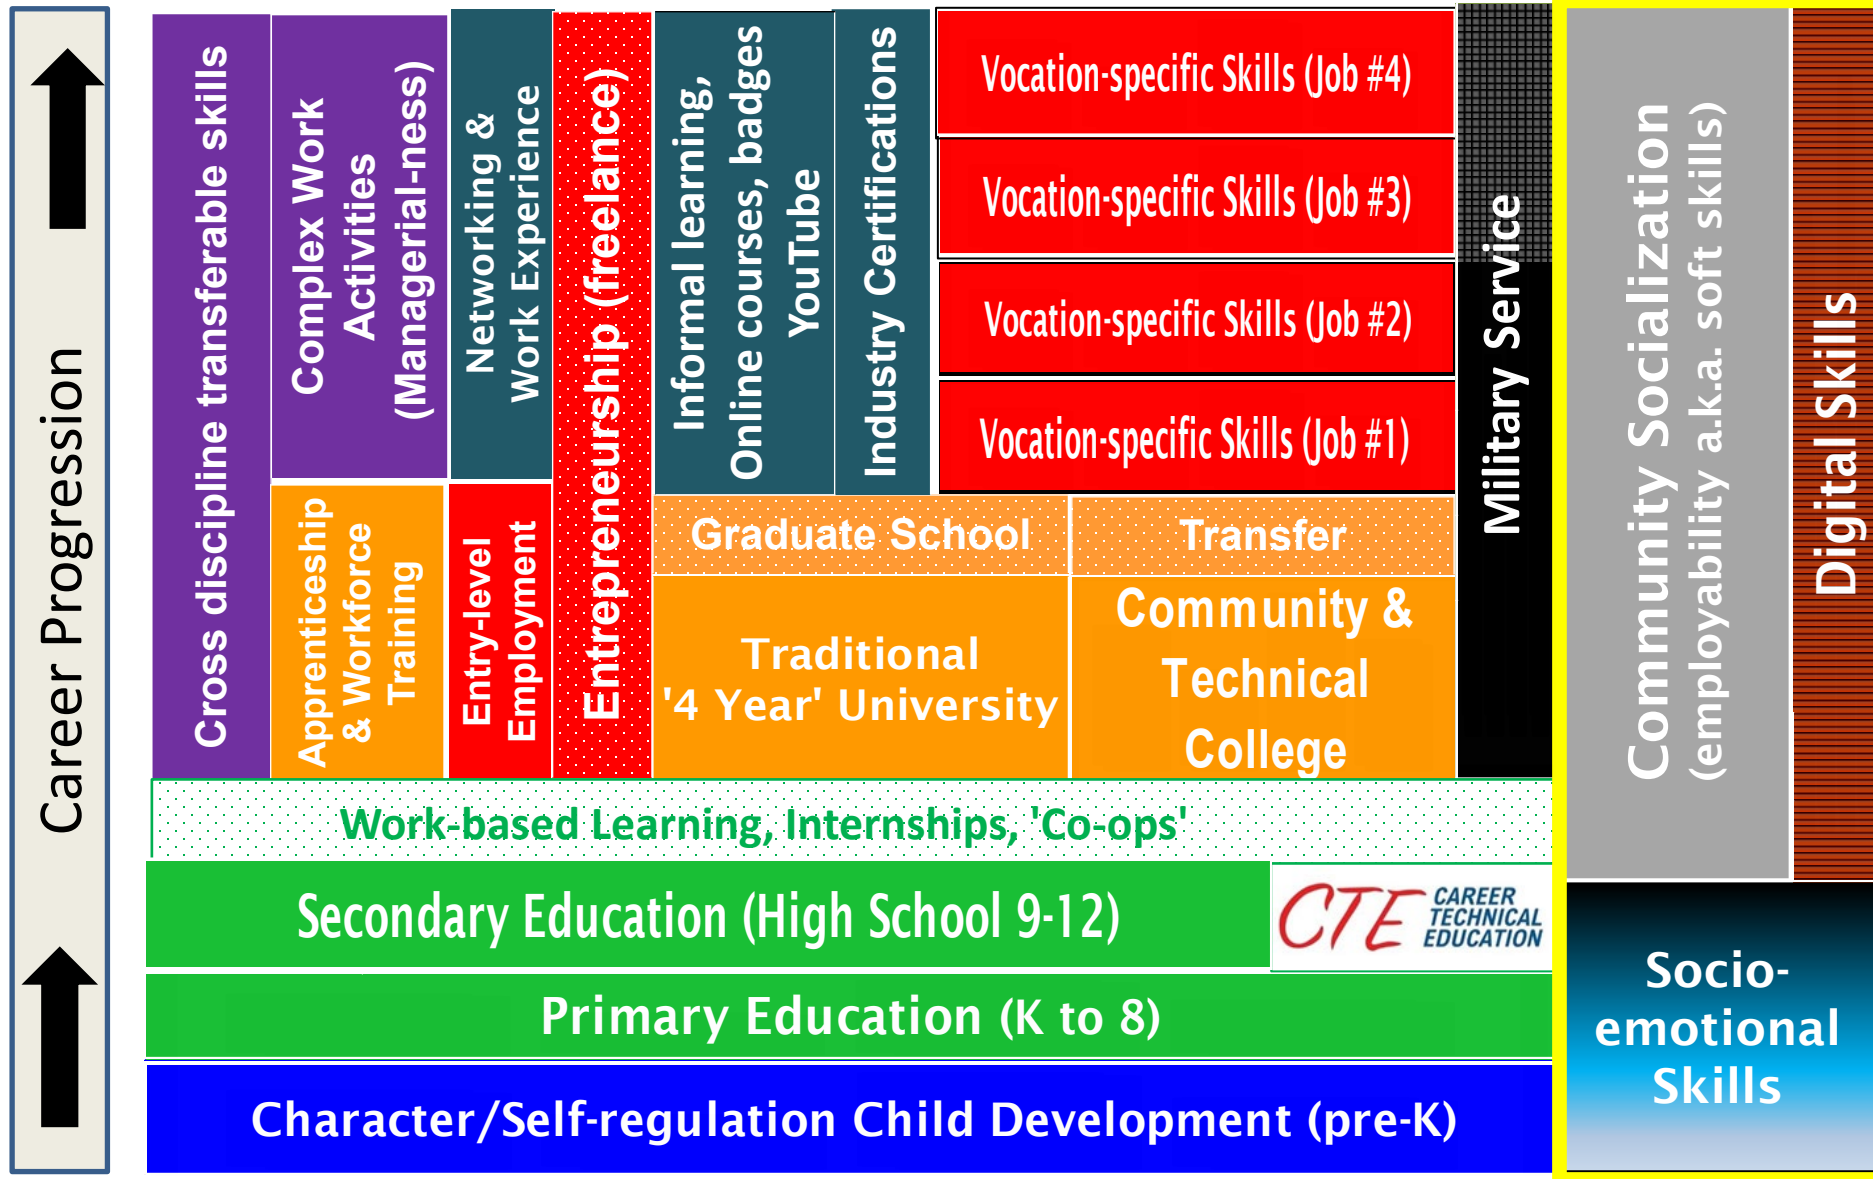 Career Progression
Cross discipline transferable skills
Complex Work
Activities
(Managerial-ness)
Networking &
Work Experience
Entrepreneurship (freelance)
Informal learning,
Online courses, badges
YouTube
Industry Certifications
Vocation-specific Skills (Job #4)
Vocation-specific Skills (Job #3)
Vocation-specific Skills (Job #2)
Vocation-specific Skills (Job #1)
Military Service
Community Socialization
(employability a.k.a. soft skills)
Digital Skills
Apprenticeship
& Workforce
Training
Entry-level
Employment
Graduate School
Transfer
Traditional
'4 Year' University
Community &
Technical
College
Work-based Learning, Internships, 'Co-ops'
Secondary Education (High School 9-12)
CTE
CAREER
TECHNICAL
EDUCATION
Primary Education (K to 8)
Character/Self-regulation Child Development (pre-K)
Socio-
emotional
Skills